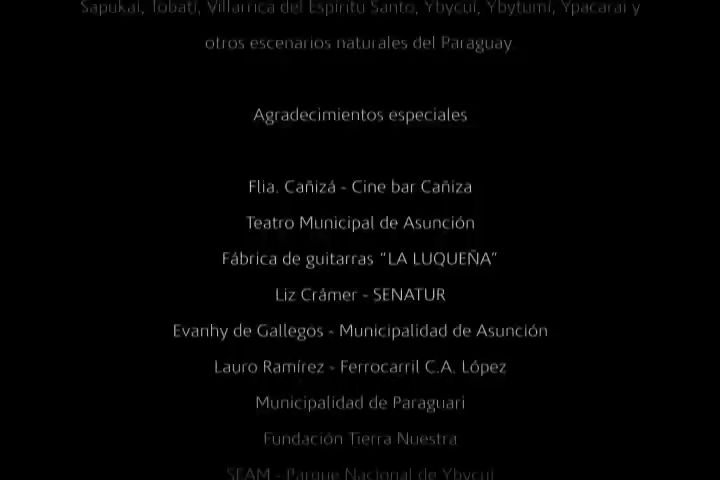 Sapukai, Tobatí, Villarrica del Espíritu Santo, Ybycuí, Ybytumí, Ypacaraí y
otros escenarios naturales del Paraguay
Agradecimientos especiales
Flia. Cañizá - Cine bar Cañiza
Teatro Municipal de Asunción
Fábrica de guitarras "LA LUQUEÑA"
Liz Crámer - SENATUR
Evanhy de Gallegos - Municipalidad de Asunción
Lauro Ramírez - Ferrocarril C.A. López
Municipalidad de Paraguari
Fundación Tierra Nuestra
SEAM - Parque Nacional de Ybycuí